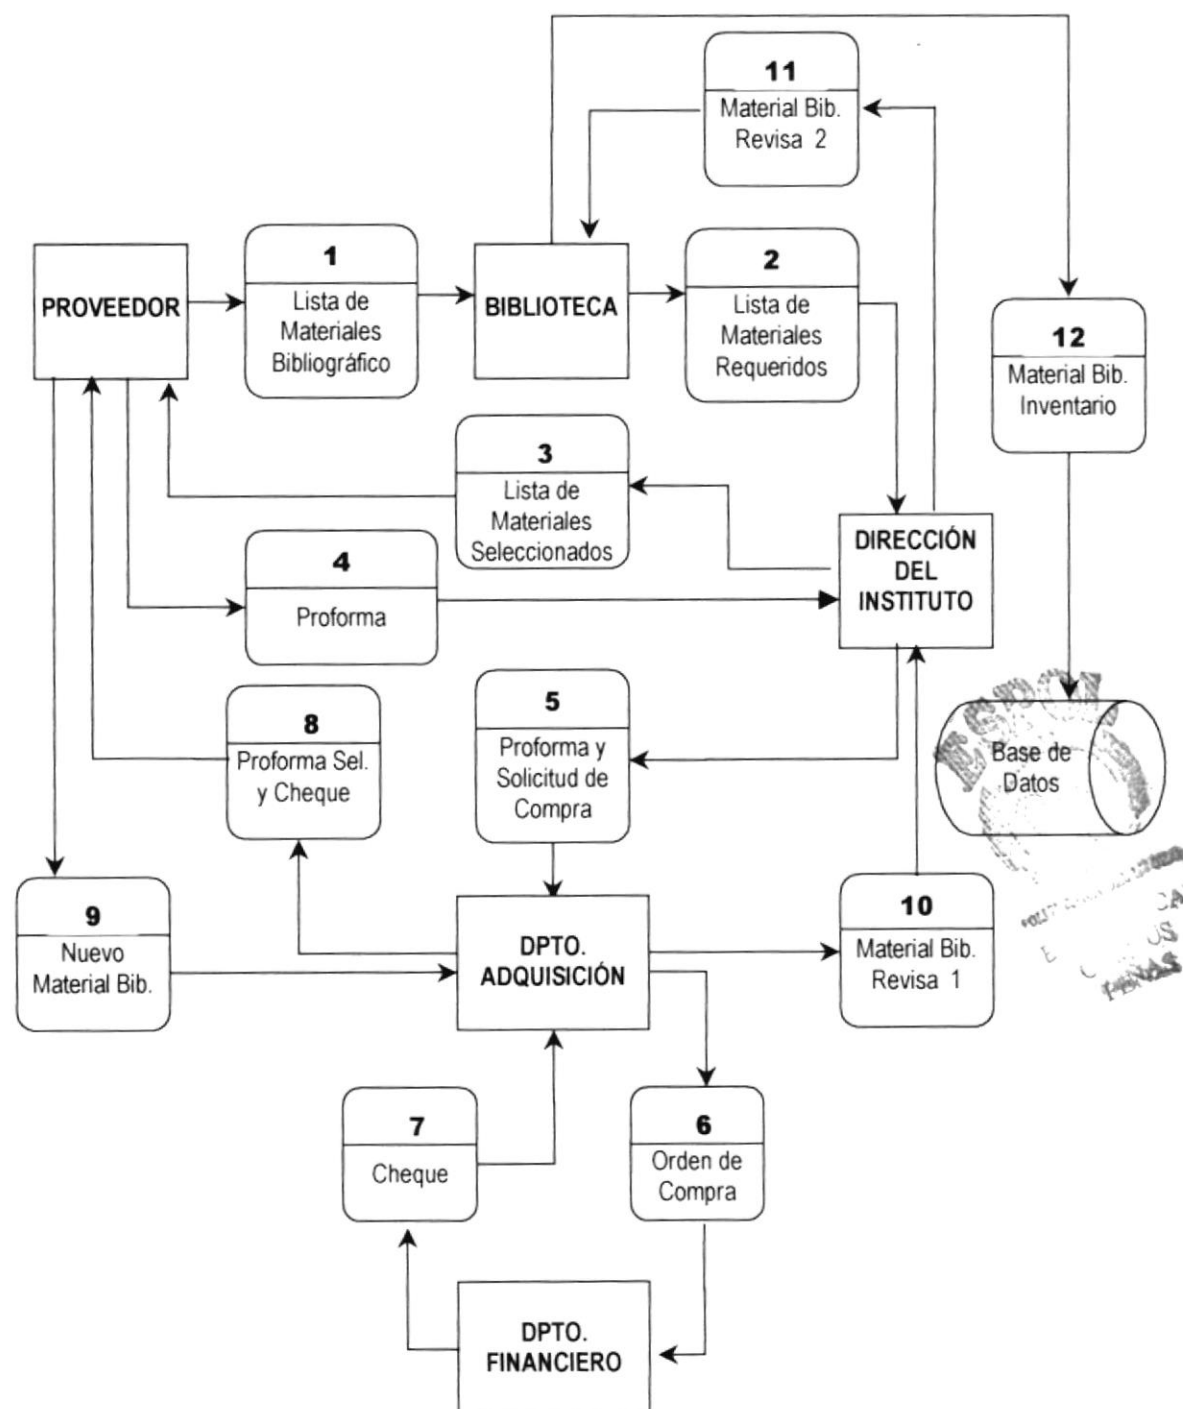 11
Material Bib.
Revisa 2
1
Lista de
Materiales
Bibliográfico
2
Lista de
Materiales
Requeridos
PROVEEDOR
BIBLIOTECA
12
Material Bib.
Inventario
3
Lista de
Materiales
Seleccionados
4
Proforma
DIRECCIÓN
DEL
INSTITUTO
5
Proforma y
Solicitud de
Compra
8
Proforma Sel.
y Cheque
ESPOL
Base de
Datos
9
Nuevo
Material Bib.
DPTO.
ADQUISICIÓN
10
Material Bib.
Revisa 1
PEÑAS
7
Cheque
6
Orden de
Compra
DPTO.
FINANCIERO